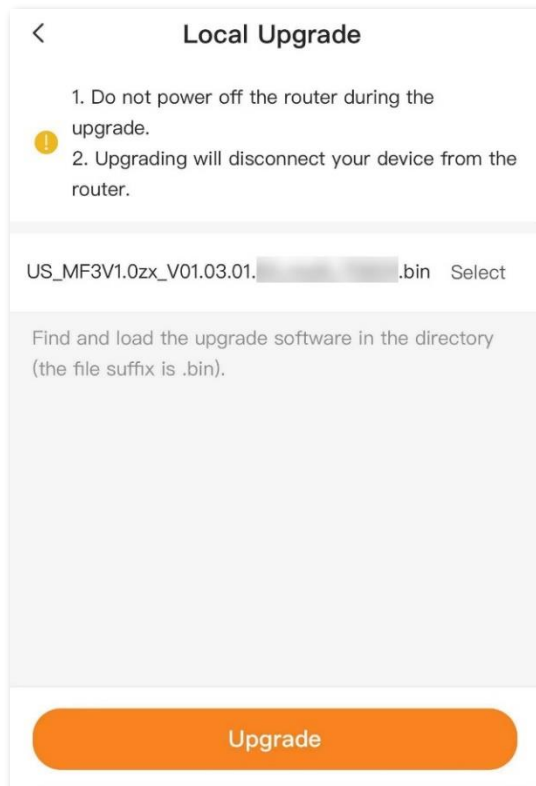 Local Upgrade
1. Do not power off the router during the
upgrade.
2. Upgrading will disconnect your device from the
router.
US_MF3V1.0zx_V01.03.01. .bin Select
Find and load the upgrade software in the directory
(the file suffix is .bin).
Upgrade